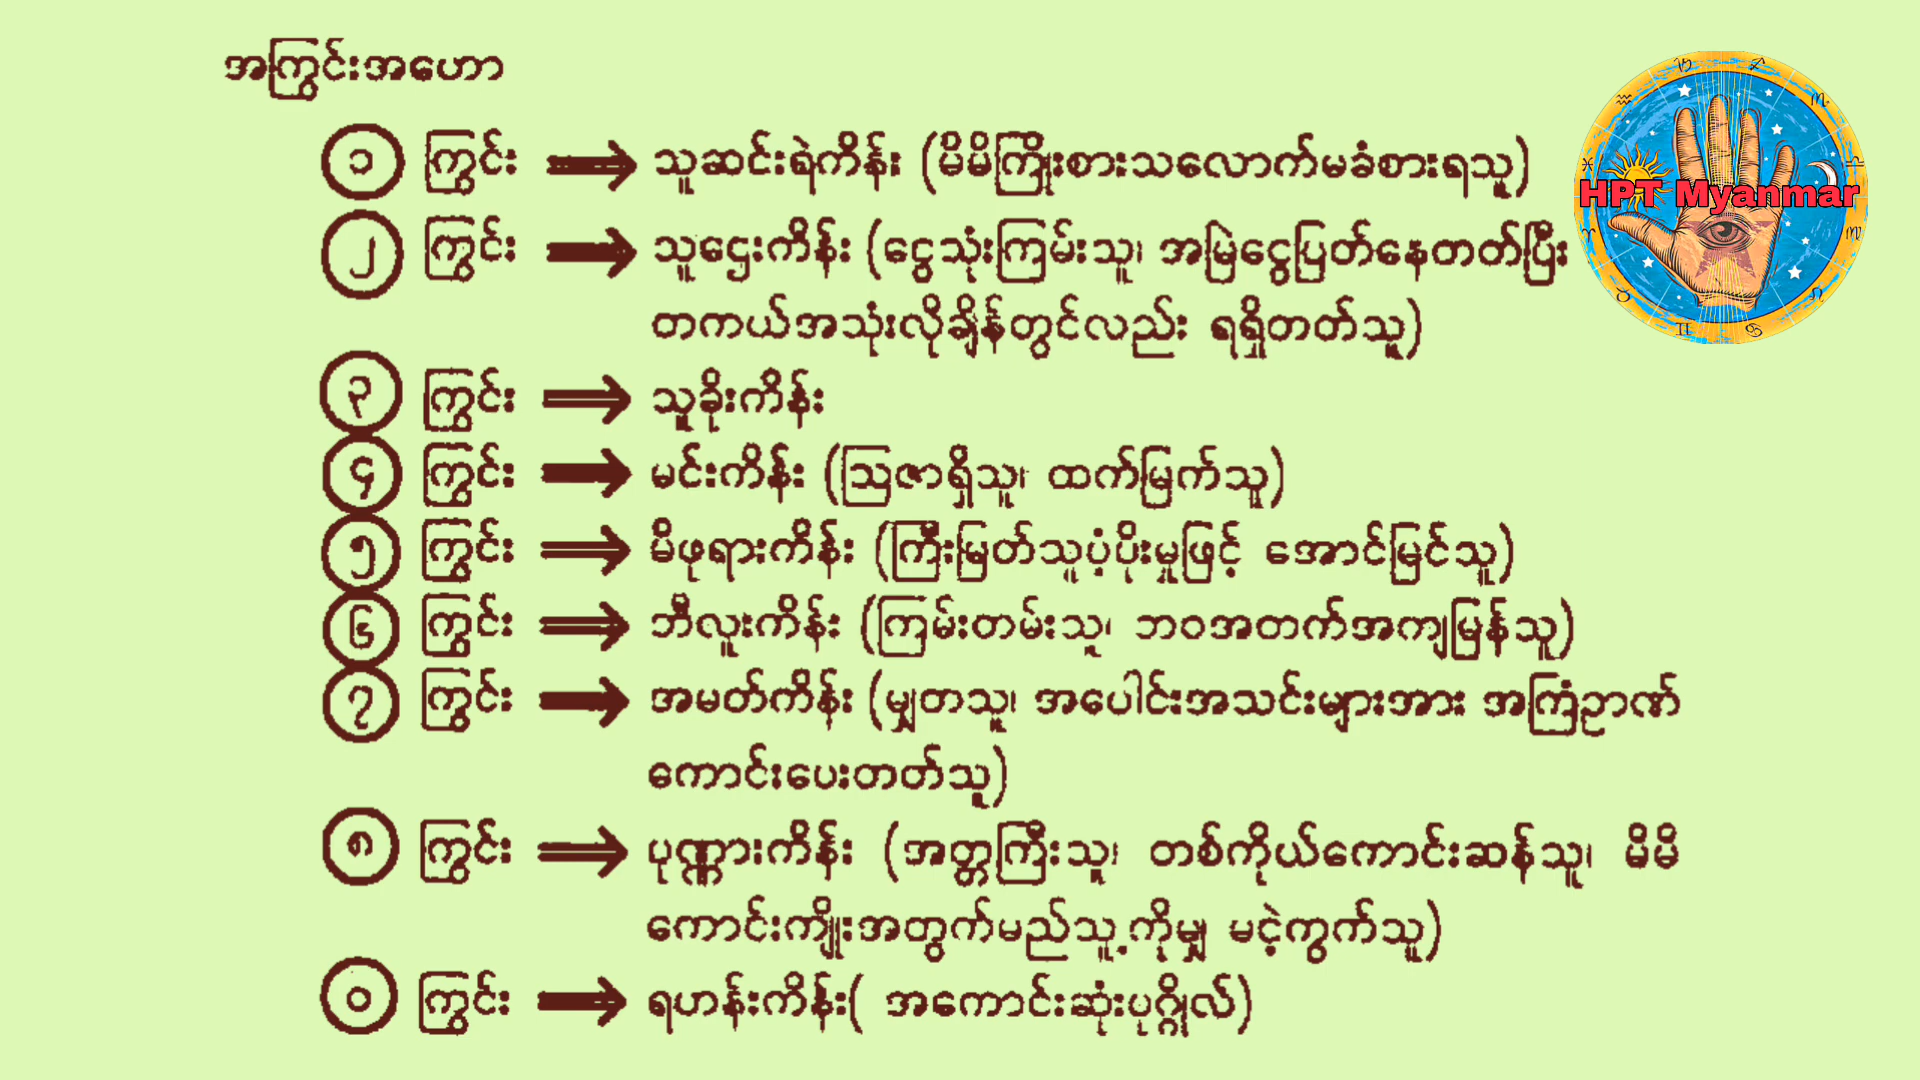 အကြွင်းအဟော
HPT Myanmar
၁ ကြွင်း ⟹ သူဆင်းရဲကိန်း (မိမိကြိုးစားသလောက်မခံစားရသူ)
၂ ကြွင်း ⟹ သူဌေးကိန်း (ငွေသုံးကြမ်းသူ၊ အမြဲငွေပြတ်နေတတ်ပြီး
တကယ်အသုံးလိုချိန်တွင်လည်း ရရှိတတ်သူ)
၃ ကြွင်း ⟹ သူခိုးကိန်း
၄ ကြွင်း ⟹ မင်းကိန်း (ဩဇာရှိသူ၊ ထက်မြက်သူ)
၅ ကြွင်း ⟹ မိဖုရားကိန်း (ကြီးမြတ်သူပံ့ပိုးမှုဖြင့် အောင်မြင်သူ)
၆ ကြွင်း ⟹ ဘီလူးကိန်း (ကြမ်းတမ်းသူ၊ ဘဝအတက်အကျမြန်သူ)
၇ ကြွင်း ⟹ အမတ်ကိန်း (မျှတသူ၊ အပေါင်းအသင်းများအား အကြံဉာဏ်
ကောင်းပေးတတ်သူ)
၈ ကြွင်း ⟹ ပုဏ္ဏားကိန်း (အတ္တကြီးသူ၊ တစ်ကိုယ်ကောင်းဆန်သူ၊ မိမိ
ကောင်းကျိုးအတွက်မည်သူ့ကိုမျှ မငဲ့ကွက်သူ)
၀ ကြွင်း ⟹ ရဟန်းကိန်း( အကောင်းဆုံးပုဂ္ဂိုလ်)